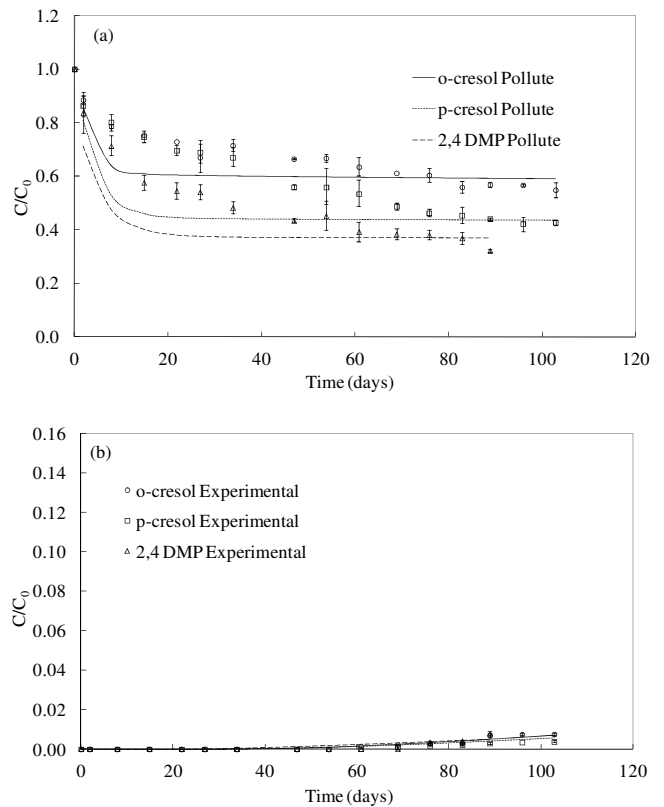 (a)
1.2
1.0
0.8
0.6
0.4
0.2
0.0
C/C0
o-cresol Pollute
p-cresol Pollute
2,4 DMP Pollute
0 20 40 60 80 100 120
Time (days)
(b)
0.16
0.14
0.12
0.10
0.08
0.06
0.04
0.02
0.00
C/C0
o-cresol Experimental
p-cresol Experimental
2,4 DMP Experimental
0 20 40 60 80 100 120
Time (days)